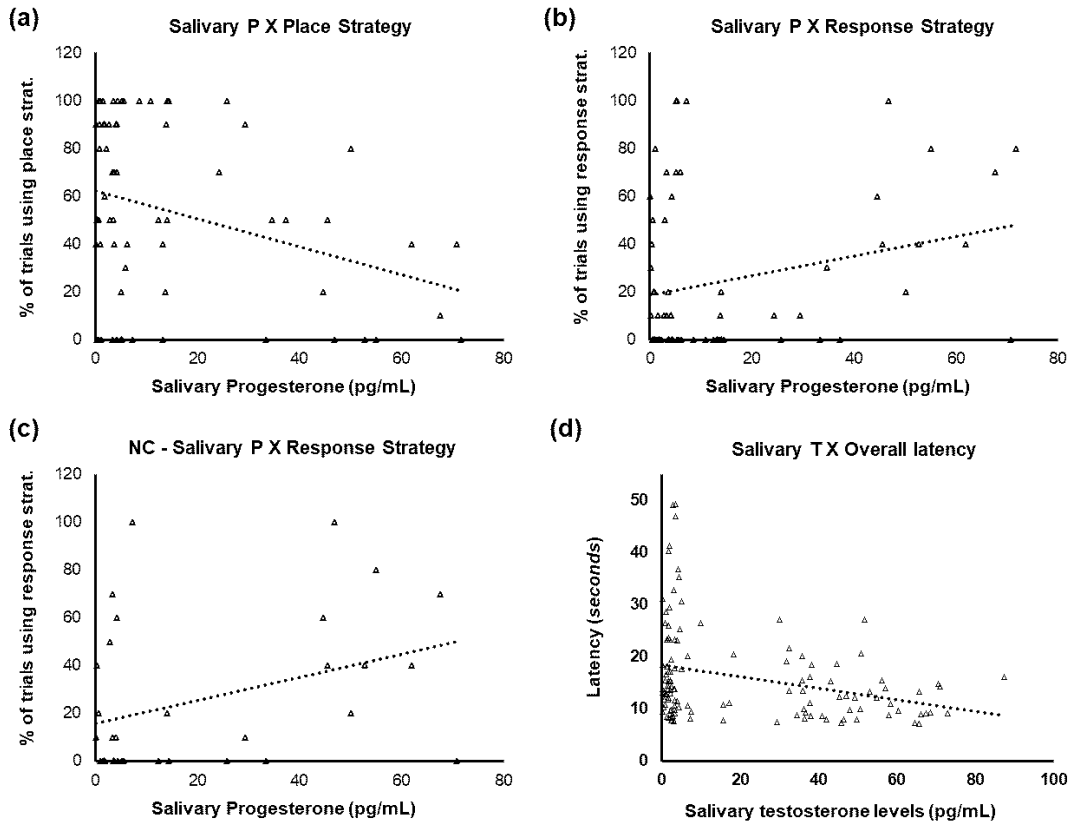 (a)
Salivary P X Place Strategy
% of trials using place strat.
120
100
80
60
40
20
0
0 20 40 60 80
Salivary Progesterone (pg/mL)
(b)
Salivary P X Response Strategy
% of trials using response strat.
120
100
80
60
40
20
0
0 20 40 60 80
Salivary Progesterone (pg/mL)
(c)
NC - Salivary P X Response Strategy
% of trials using response strat.
120
100
80
60
40
20
0
0 20 40 60 80
Salivary Progesterone (pg/mL)
(d)
Salivary T X Overall latency
Latency (seconds)
50
40
30
20
10
0
0 20 40 60 80 100
Salivary testosterone levels (pg/mL)